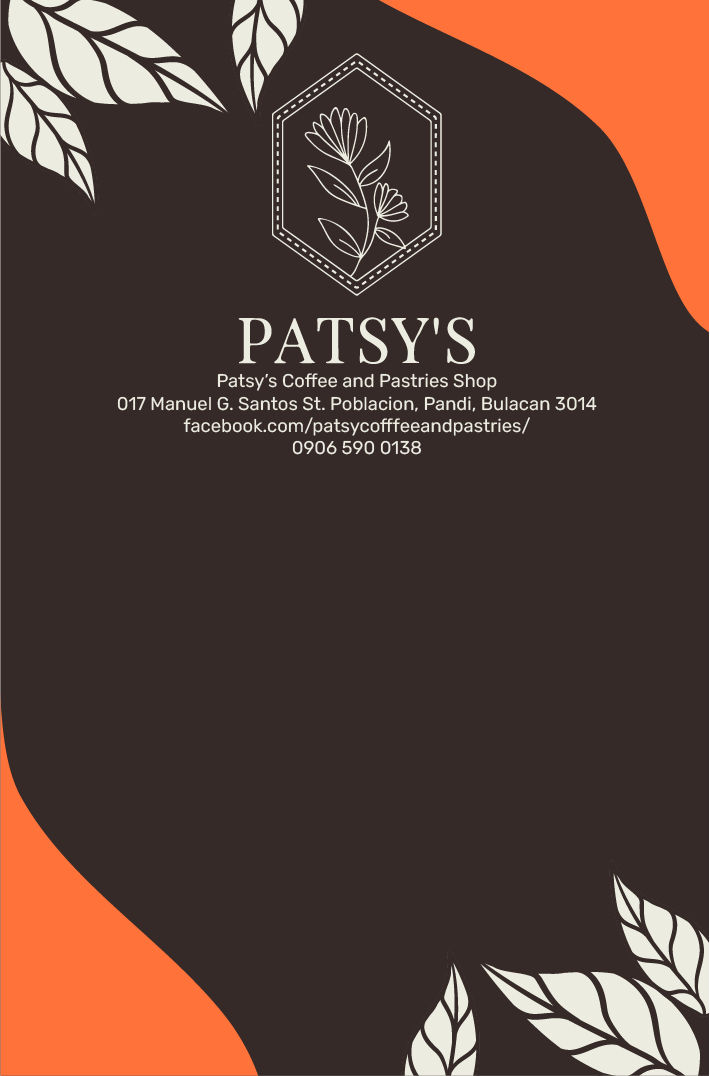 PATSY'S
Patsy’s Coffee and Pastries Shop
017 Manuel G. Santos St. Poblacion, Pandi, Bulacan 3014
facebook.com/patsycofffeeandpastries/
0906 590 0138